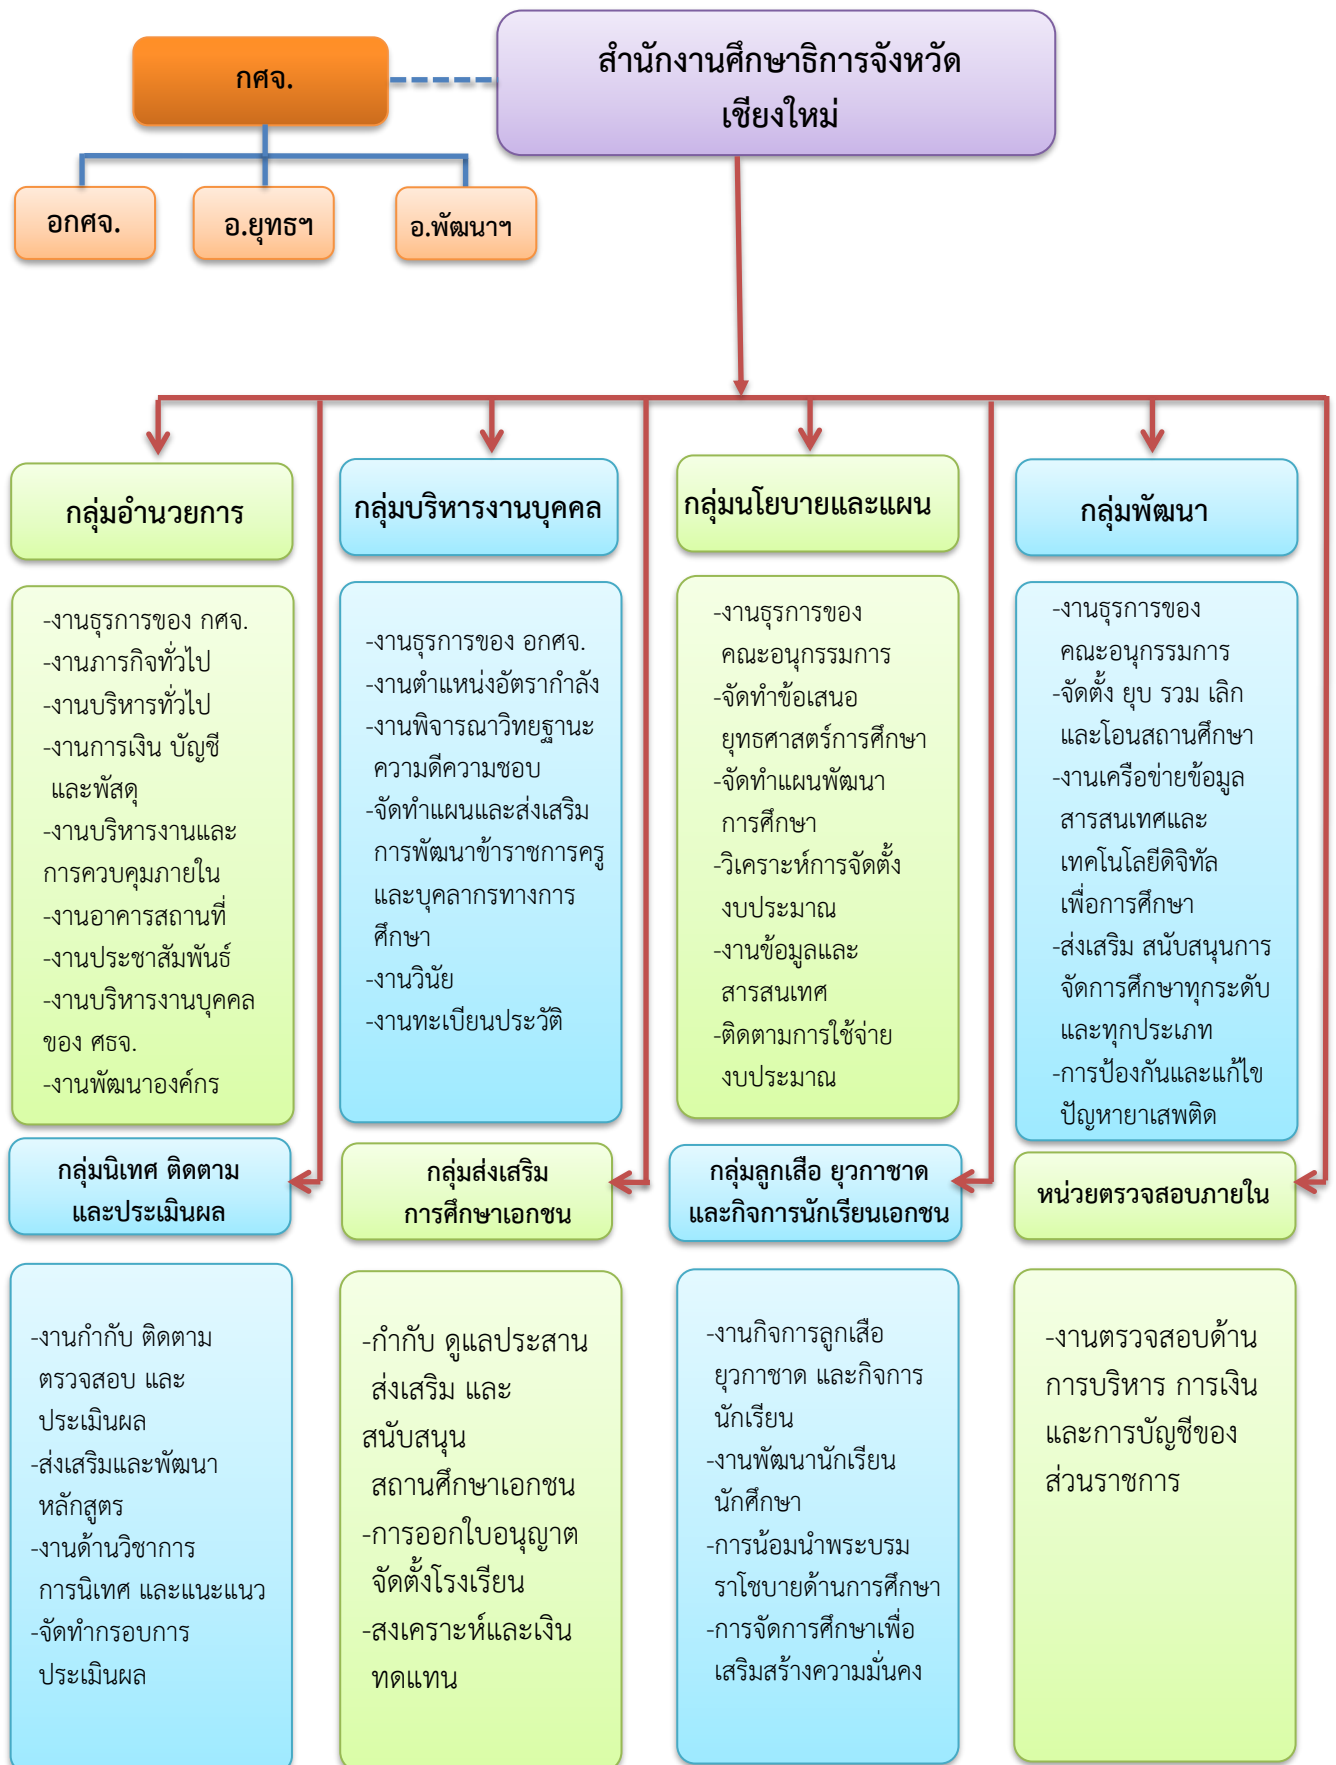 กศจ.
สำนักงานศึกษาธิการจังหวัด
เชียงใหม่
อกศจ.
อ.ยุทธฯ
อ.พัฒนาฯ
กลุ่มอำนวยการ
-งานธุรการของ กศจ.
-งานภารกิจทั่วไป
-งานบริหารทั่วไป
-งานการเงิน บัญชี
และพัสดุ
-งานบริหารงานและ
การควบคุมภายใน
-งานอาคารสถานที่
-งานประชาสัมพันธ์
-งานบริหารงานบุคคล
ของ ศธจ.
-งานพัฒนาองค์กร
กลุ่มบริหารงานบุคคล
-งานธุรการของ อกศจ.
-งานตำแหน่งอัตรากำลัง
-งานพิจารณาวิทยฐานะ
ความดีความชอบ
-จัดทำแผนและส่งเสริม
การพัฒนาข้าราชการครู
และบุคลากรทางการ
ศึกษา
-งานวินัย
-งานทะเบียนประวัติ
กลุ่มนโยบายและแผน
-งานธุรการของ
คณะอนุกรรมการ
-จัดทำข้อเสนอ
ยุทธศาสตร์การศึกษา
-จัดทำแผนพัฒนา
การศึกษา
-วิเคราะห์การจัดตั้ง
งบประมาณ
-งานข้อมูลและ
สารสนเทศ
-ติดตามการใช้จ่าย
งบประมาณ
กลุ่มพัฒนา
-งานธุรการของ
คณะอนุกรรมการ
-จัดตั้ง ยุบ รวม เลิก
และโอนสถานศึกษา
-งานเครือข่ายข้อมูล
สารสนเทศและ
เทคโนโลยีดิจิทัล
เพื่อการศึกษา
-ส่งเสริม สนับสนุนการ
จัดการศึกษาทุกระดับ
และทุกประเภท
-การป้องกันและแก้ไข
ปัญหายาเสพติด
กลุ่มนิเทศ ติดตาม
และประเมินผล
-งานกำกับ ติดตาม
ตรวจสอบ และ
ประเมินผล
-ส่งเสริมและพัฒนา
หลักสูตร
-งานด้านวิชาการ
การนิเทศ และแนะแนว
-จัดทำกรอบการ
ประเมินผล
กลุ่มส่งเสริม
การศึกษาเอกชน
-กำกับ ดูแลประสาน
ส่งเสริม และ
สนับสนุน
สถานศึกษาเอกชน
-การออกใบอนุญาต
จัดตั้งโรงเรียน
-สงเคราะห์และเงิน
ทดแทน
กลุ่มลูกเสือ ยุวกาชาด
และกิจการนักเรียนเอกชน
-งานกิจการลูกเสือ
ยุวกาชาด และกิจการ
นักเรียน
-งานพัฒนานักเรียน
นักศึกษา
-การน้อมนำพระบรม
ราโชบายด้านการศึกษา
-การจัดการศึกษาเพื่อ
เสริมสร้างความมั่นคง
หน่วยตรวจสอบภายใน
-งานตรวจสอบด้าน
การบริหาร การเงิน
และการบัญชีของ
ส่วนราชการ